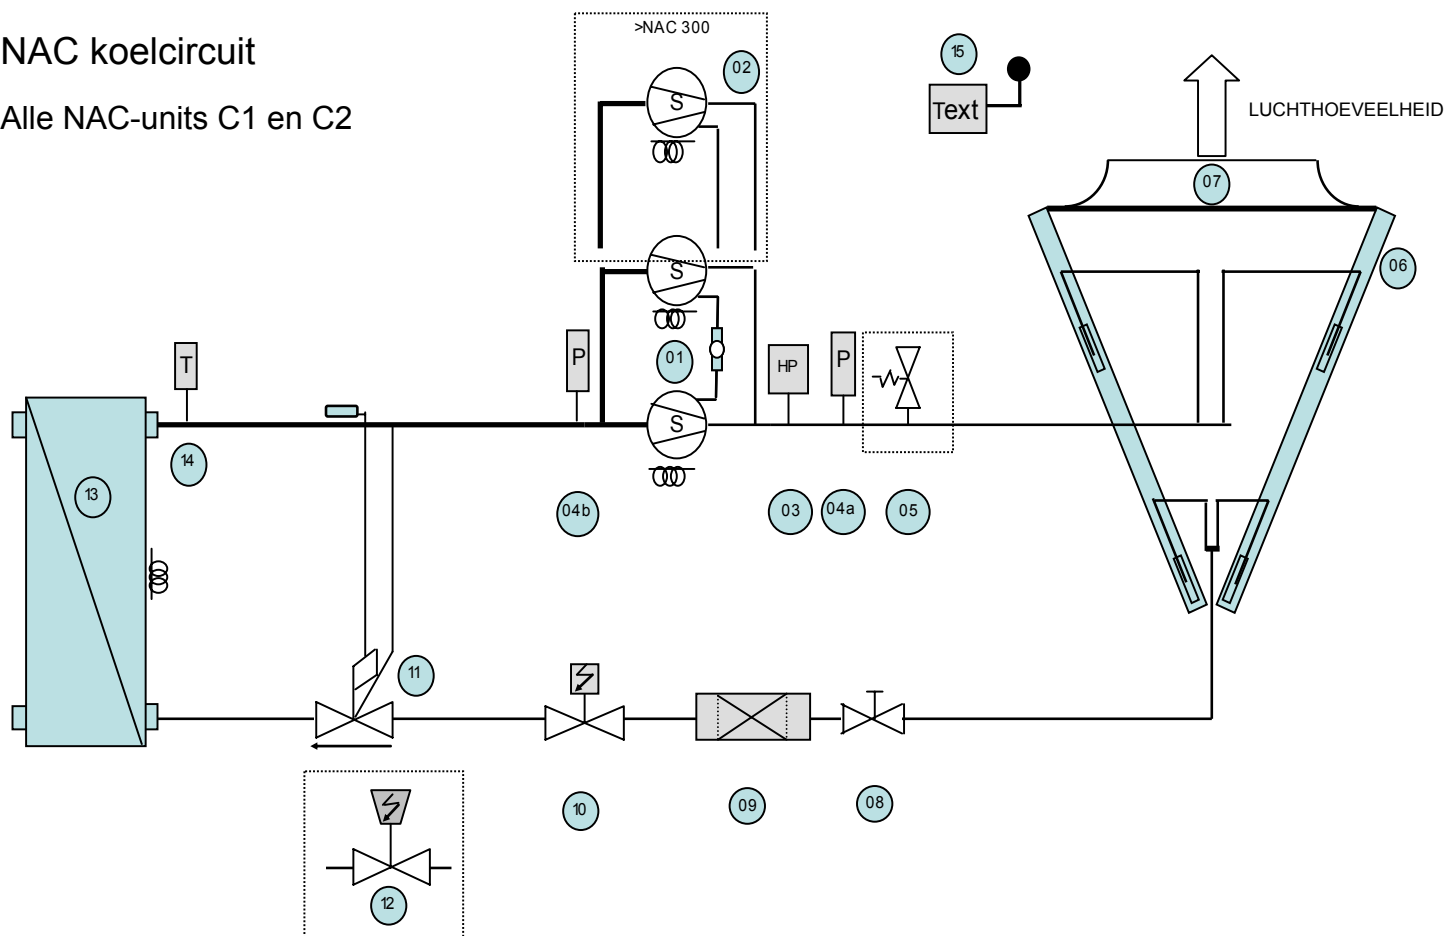 NAC koelcircuit
Alle NAC-units C1 en C2
>NAC 300
02
S
15
Text
LUCHTHOEVEELHEID
07
06
S
01
T
P
HP
P
S
14
13
04b
03
04a
05
11
10
09
08
12